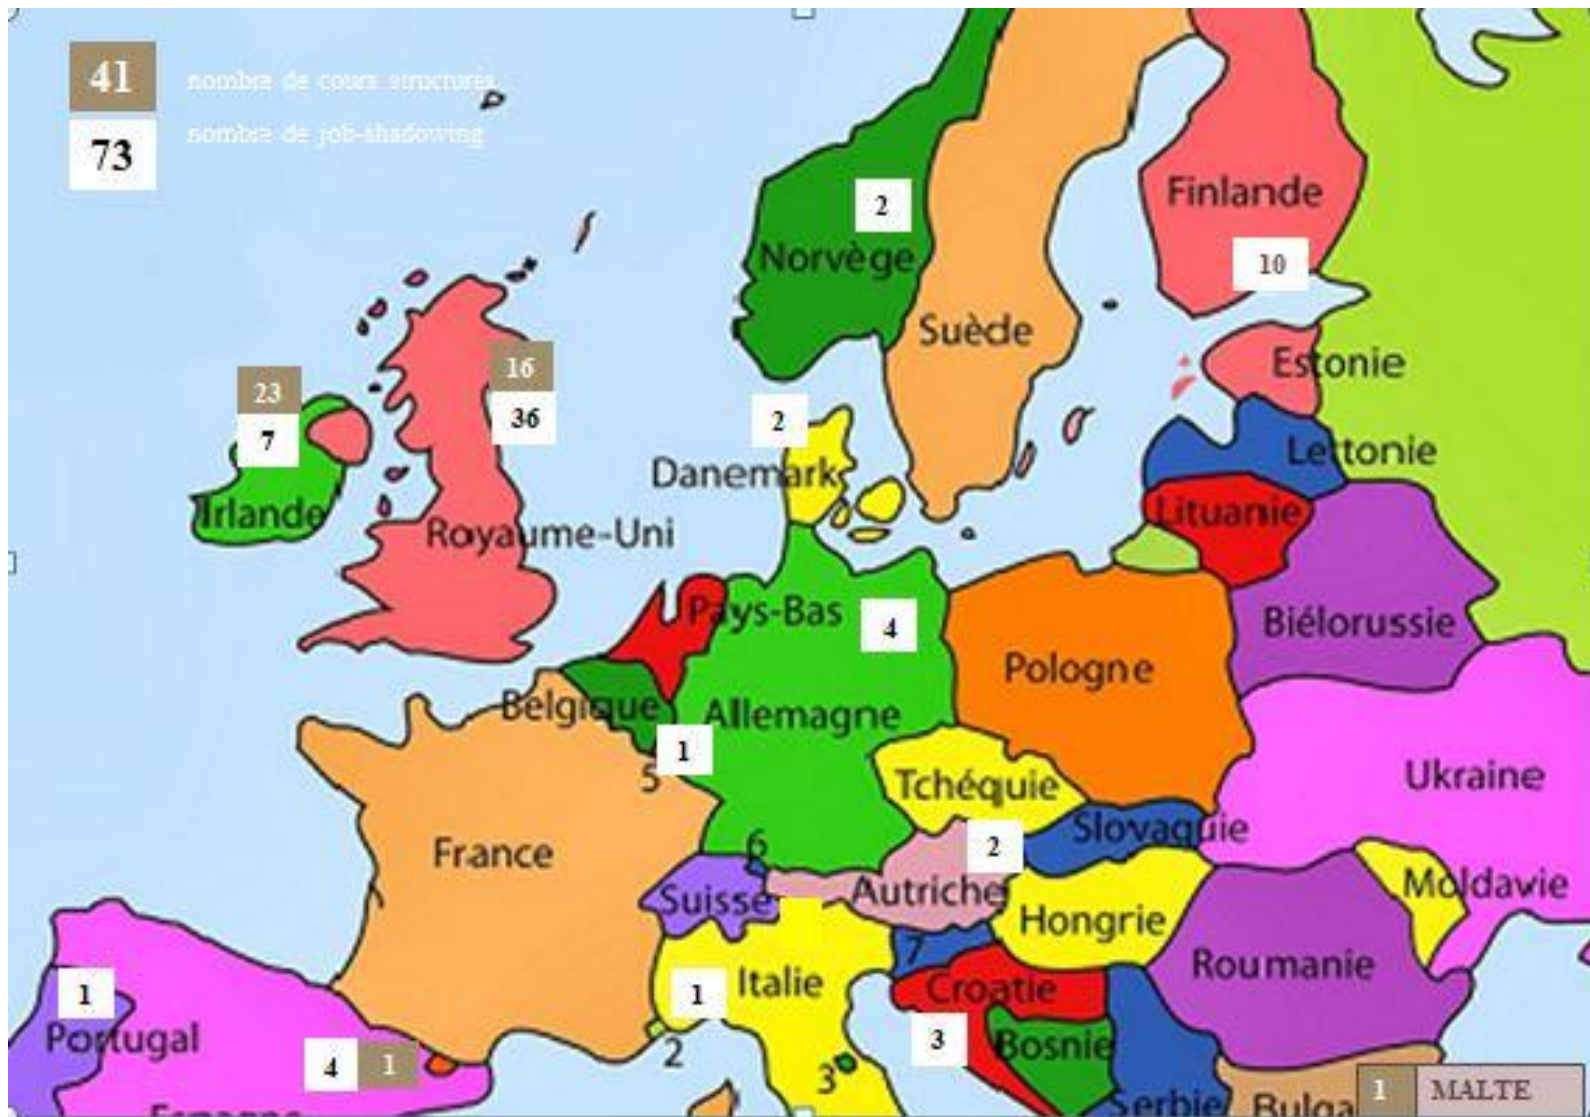 41 nombre de cours structurés
73 nombre de job-shadowing
2
Norvège
Finlande
10
Suède
Estonie
16
36
23
7
2
Danemark
Lettonie
Lituanie
Irlande
Royaume-Uni
Pays-Bas
4
Biélorussie
Pologne
Belgique
Allemagne
1
5
Tchéquie
Ukraine
France
6
2
Slovaquie
Suisse
Autriche
Moldavie
Hongrie
7
Roumanie
1
Portugal
1
Italie
Croatie
3
Bosnie
4 1
2
3
Espagne
Serbie
Bulga
1 MALTE